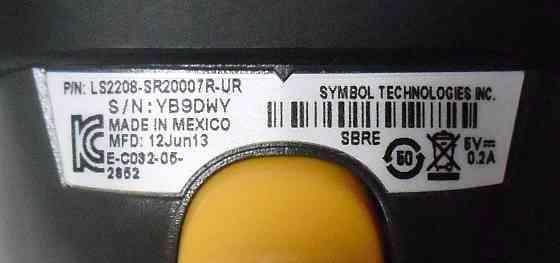 P/N: LS2208-SR20007R-UR
S/N:YB9DWY
MADE IN MEXICO
MFD: 12Jun13
E-C032-05-
2852
SYMBOL TECHNOLOGIES INC.
SBRE
50
5V⎓
0.2A